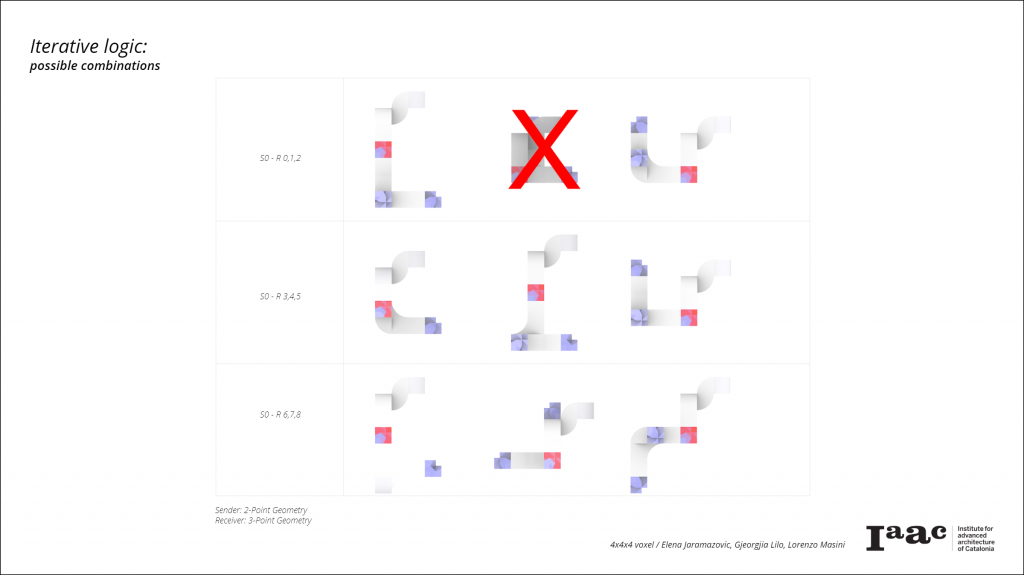 Iterative logic:
possible combinations
S0 - R 0,1,2
X
S0 - R 3,4,5
S0 - R 6,7,8
Sender: 2-Point Geometry
Receiver: 3-Point Geometry
4x4x4 voxel / Elena Jaramazovic, Gjeorgjia Lilo, Lorenzo Masini
Iaac
Institute for
advanced
architecture
of Catalonia